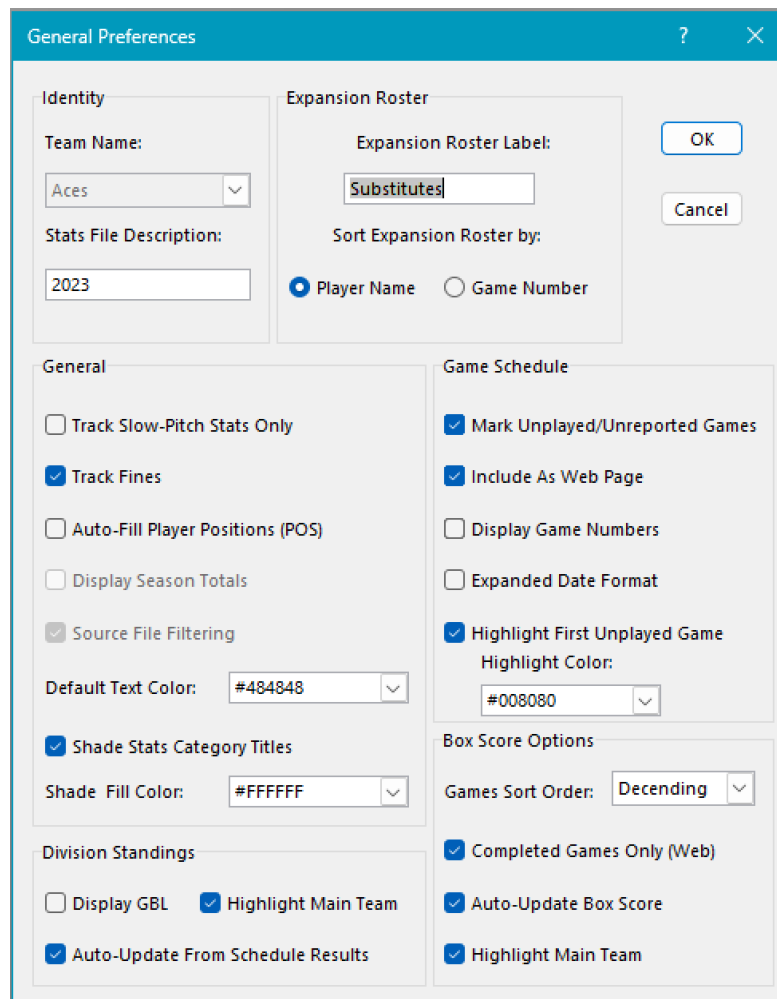 General Preferences
?
Identity
Team Name:
Aces
Stats File Description:
2023
Expansion Roster
Expansion Roster Label:
Substitutes
Sort Expansion Roster by:
Player Name
Game Number
OK
Cancel
General
Track Slow-Pitch Stats Only
Track Fines
Auto-Fill Player Positions (POS)
Display Season Totals
Source File Filtering
Default Text Color:
#484848
Shade Stats Category Titles
Shade Fill Color:
#FFFFFF
Game Schedule
Mark Unplayed/Unreported Games
Include As Web Page
Display Game Numbers
Expanded Date Format
Highlight First Unplayed Game
Highlight Color:
#008080
Division Standings
Display GBL
Highlight Main Team
Auto-Update From Schedule Results
Box Score Options
Games Sort Order:
Decending
Completed Games Only (Web)
Auto-Update Box Score
Highlight Main Team